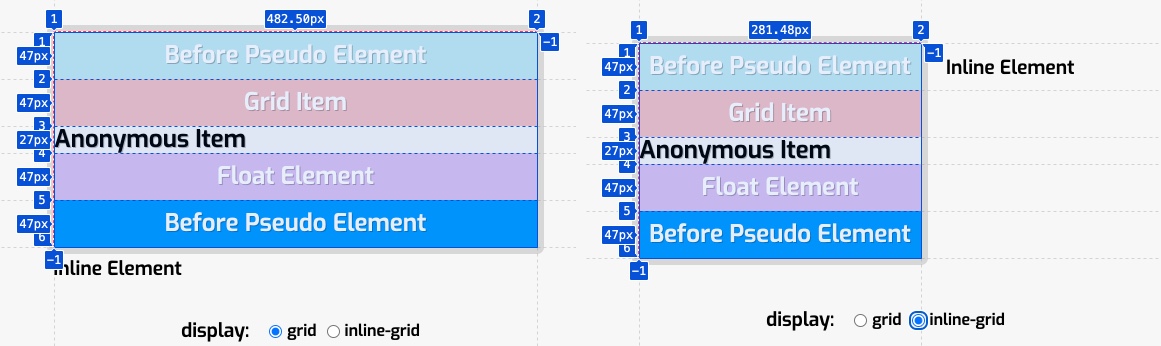 1 482.50px 2
-1
1
47px Before Pseudo Element
2
47px Grid Item
3
27px Anonymous Item
4
47px Float Element
5
47px Before Pseudo Element
6
-1
Inline Element
display: grid inline-grid
1 281.48px 2
-1
1
47px Before Pseudo Element Inline Element
2
47px Grid Item
3
27px Anonymous Item
4
47px Float Element
5
47px Before Pseudo Element
6
-1
display: grid inline-grid